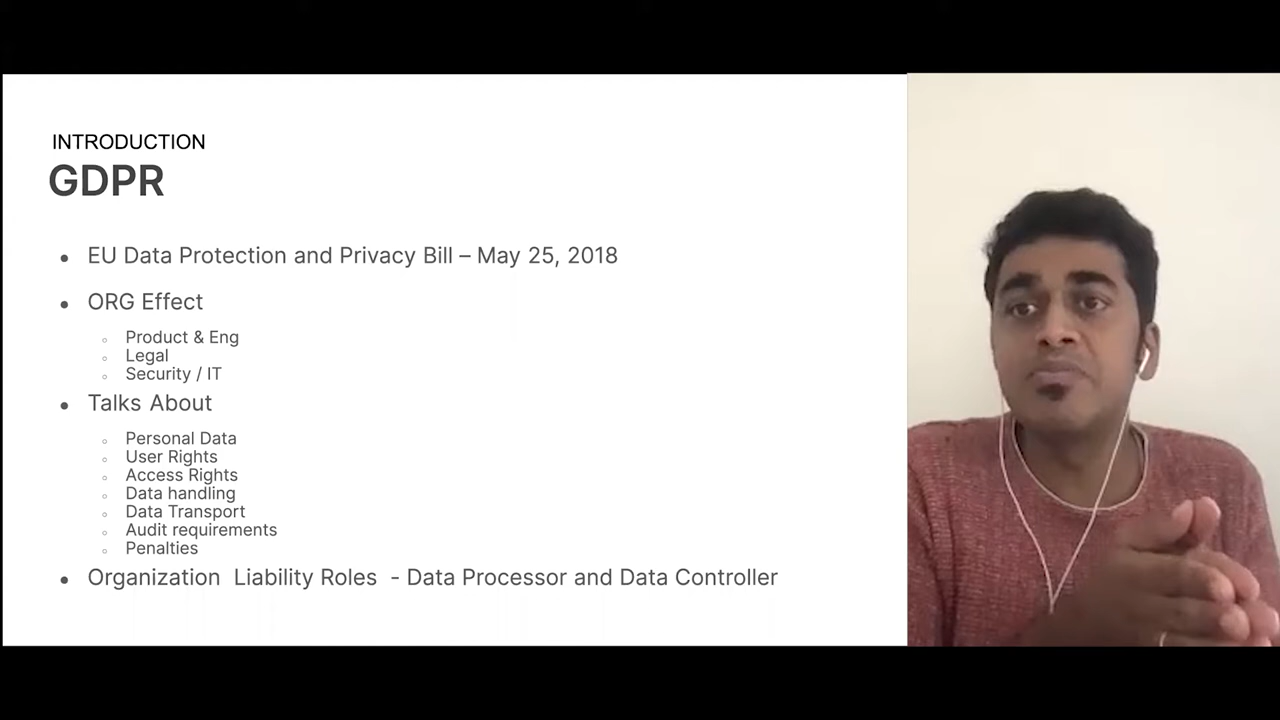 INTRODUCTION
GDPR
• EU Data Protection and Privacy Bill – May 25, 2018
• ORG Effect
○ Product & Eng
○ Legal
○ Security / IT
• Talks About
○ Personal Data
○ User Rights
○ Access Rights
○ Data handling
○ Data Transport
○ Audit requirements
○ Penalties
• Organization Liability Roles - Data Processor and Data Controller